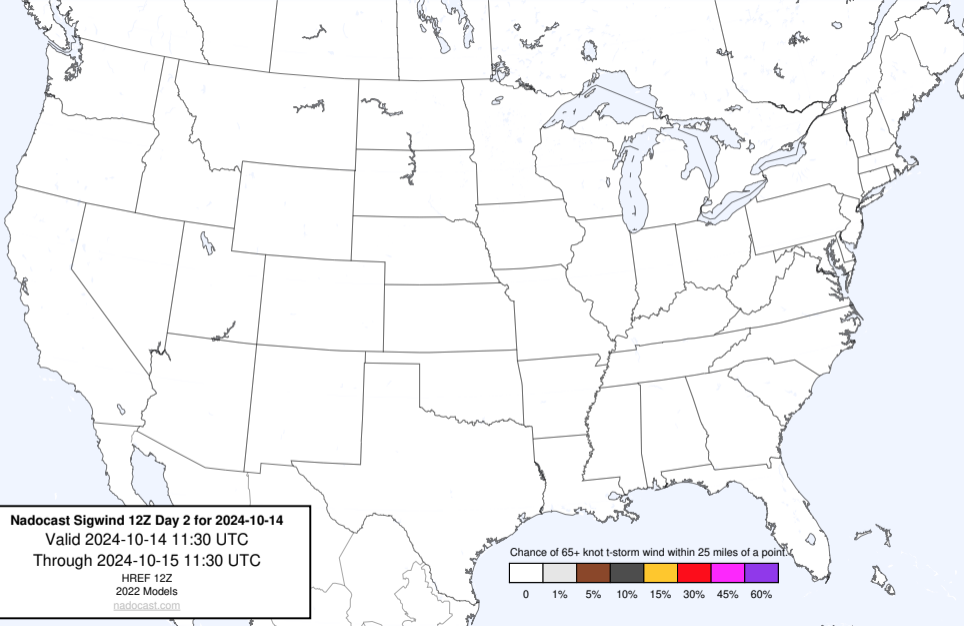 Nadocast Sigwind 12Z Day 2 for 2024-10-14
Valid 2024-10-14 11:30 UTC
Through 2024-10-15 11:30 UTC
HREF 12Z
2022 Models
nadocast.com
Chance of 65+ knot t-storm wind within 25 miles of a point.
0 1% 5% 10% 15% 30% 45% 60%